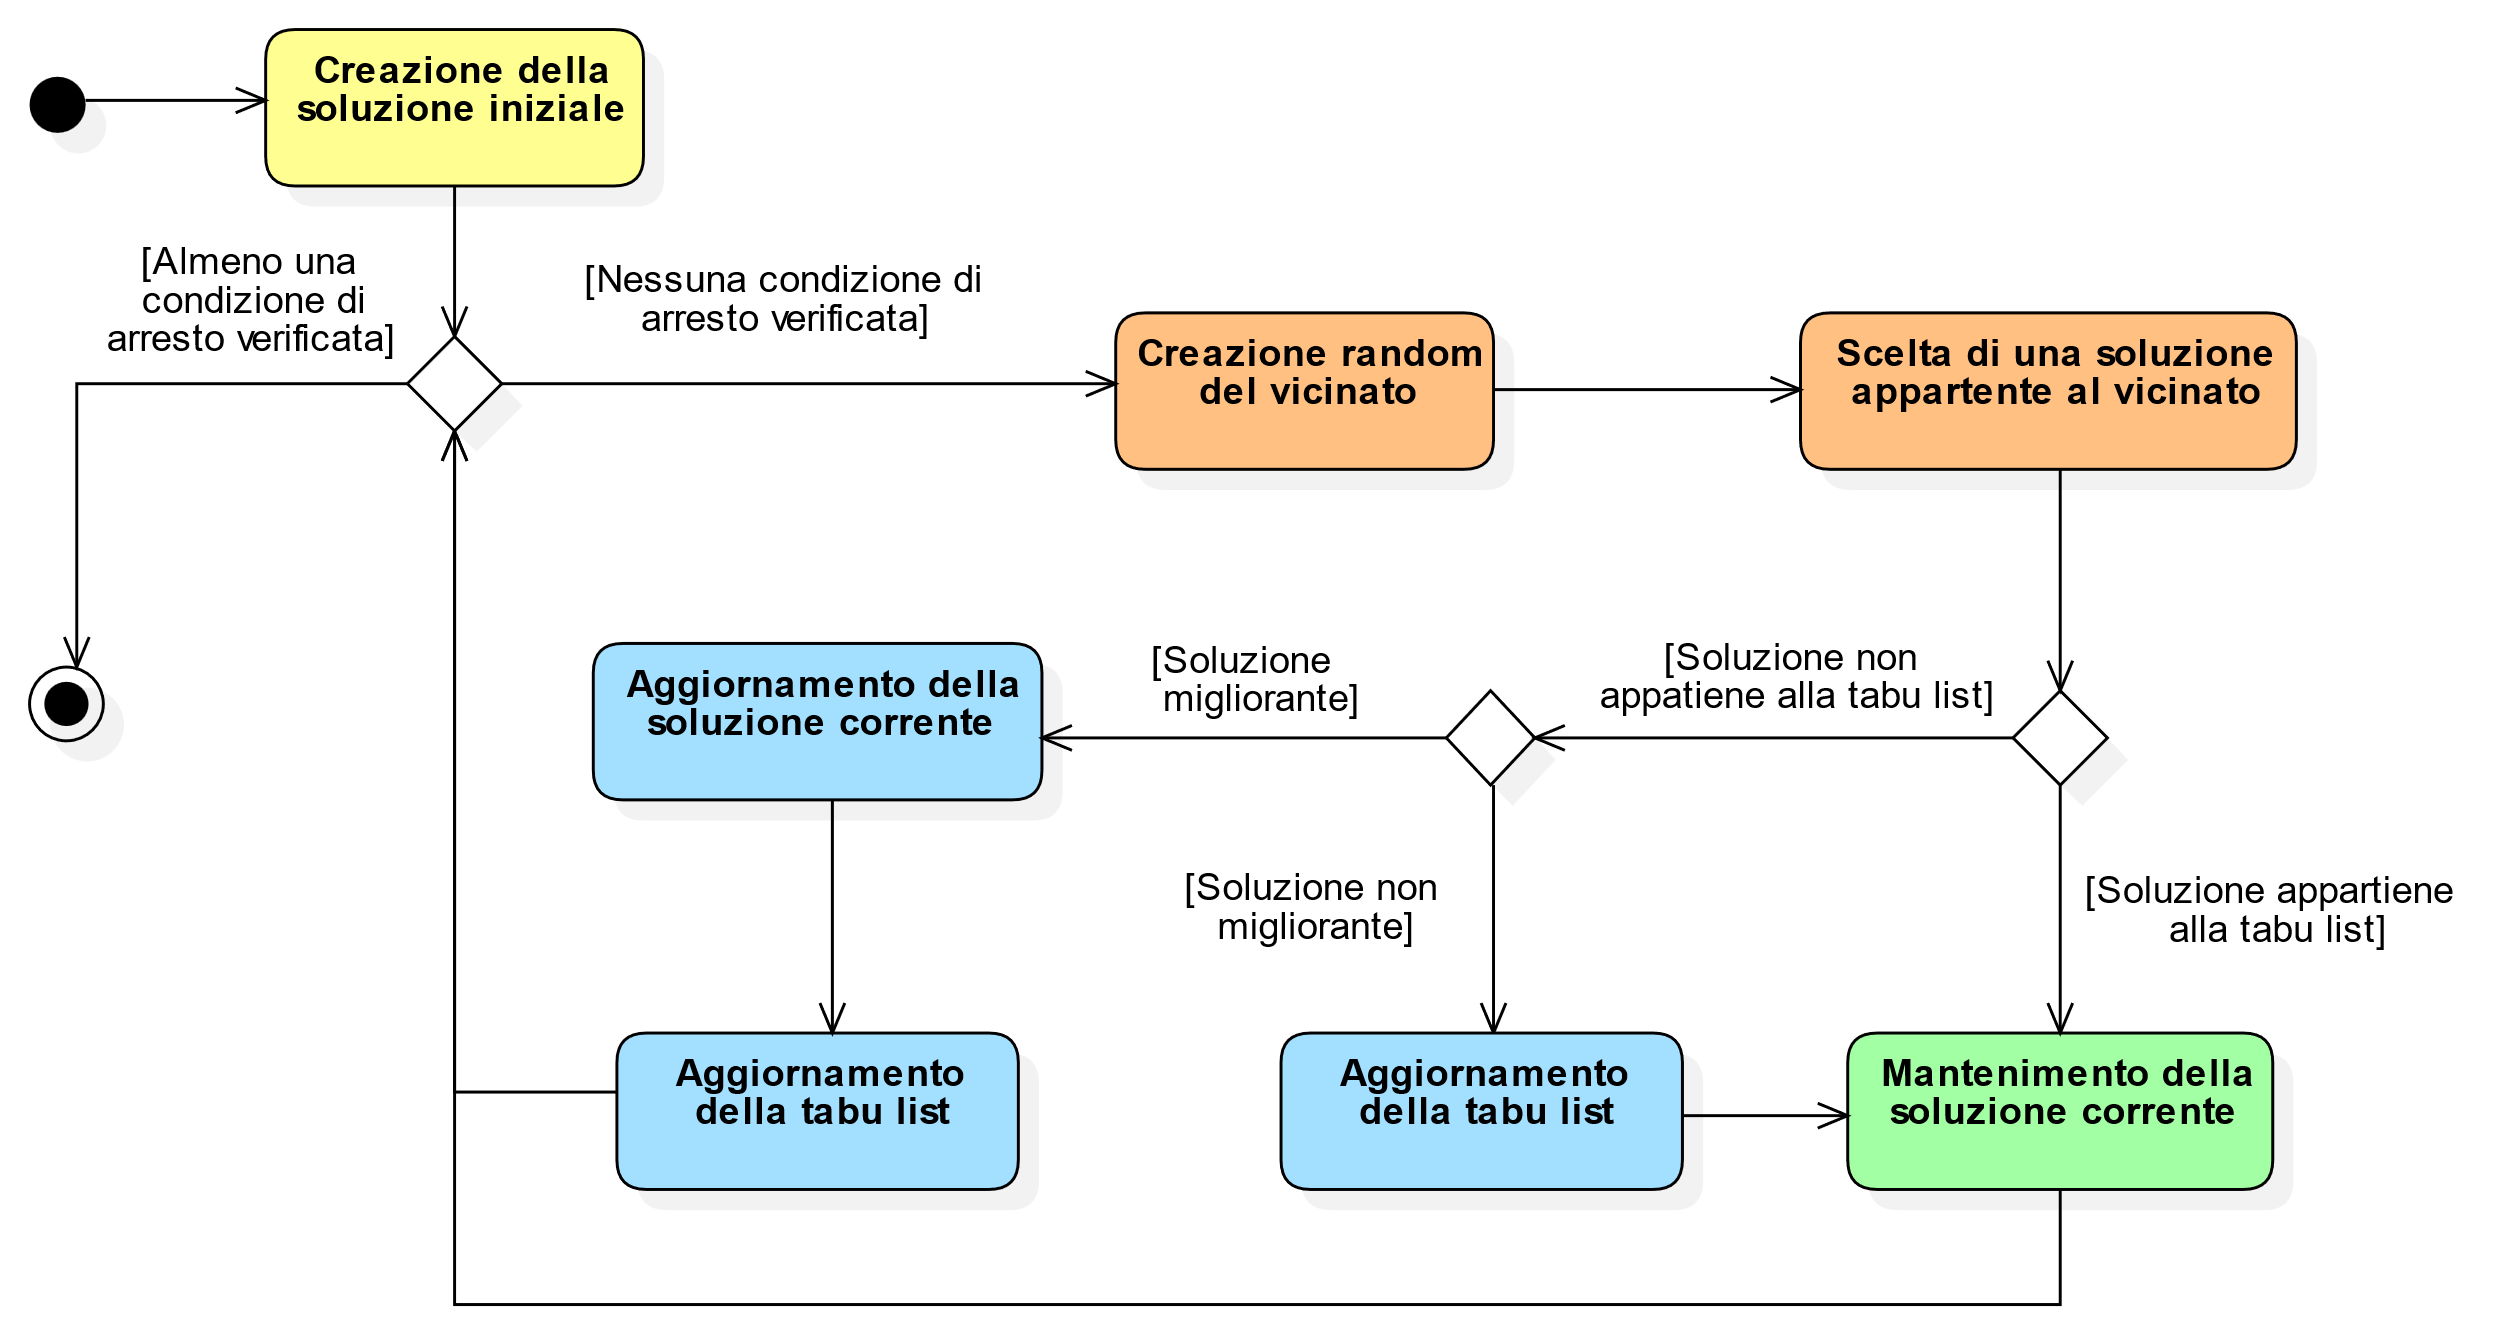 Creazione della
soluzione iniziale
[Almeno una
condizione di
arresto verificata]
[Nessuna condizione di
arresto verificata]
Creazione random
del vicinato
Scelta di una soluzione
appartente al vicinato
Aggiornamento della
soluzione corrente
[Soluzione
migliorante]
[Soluzione non
appatiene alla tabu list]
[Soluzione non
migliorante]
[Soluzione appartiene
alla tabu list]
Aggiornamento
della tabu list
Aggiornamento
della tabu list
Mantenimento della
soluzione corrente